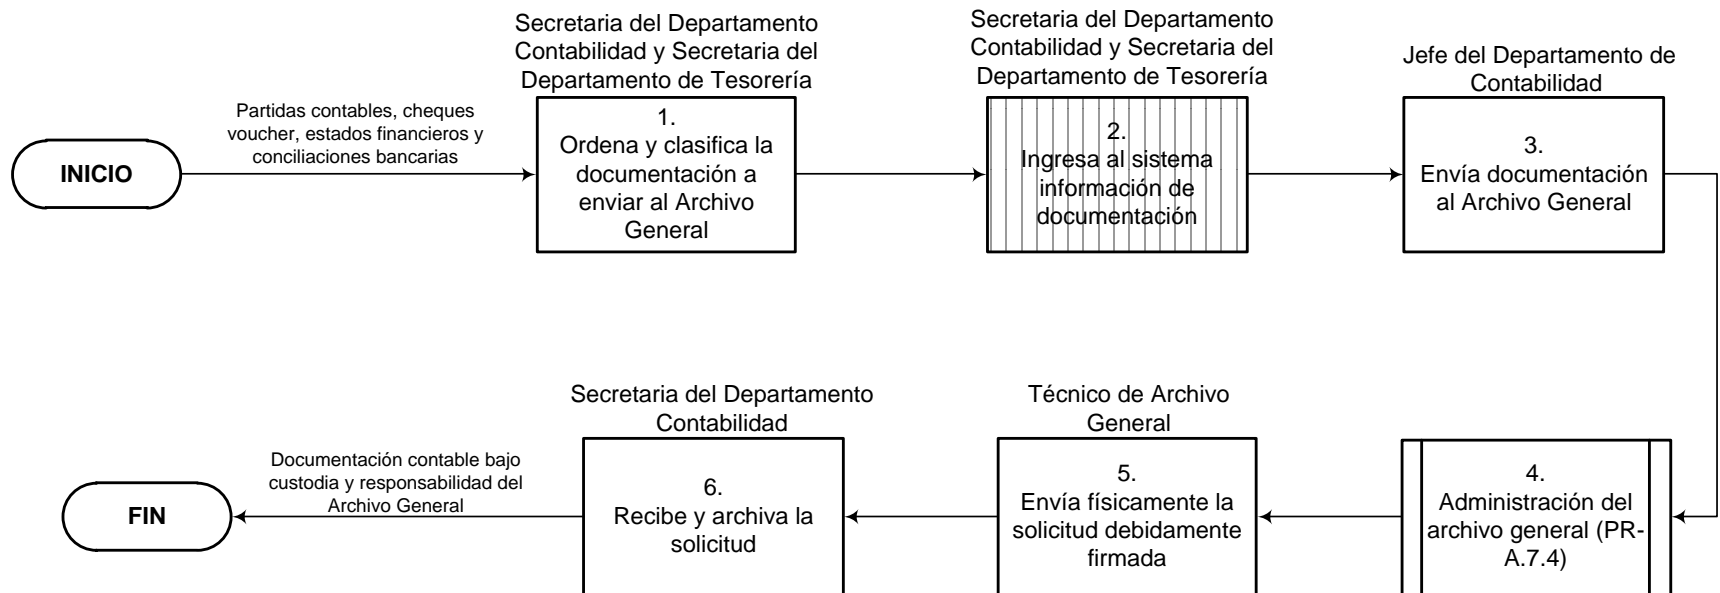 INICIO
Partidas contables, cheques
voucher, estados financieros y
conciliaciones bancarias
Secretaria del Departamento
Contabilidad y Secretaria del
Departamento de Tesorería
1.
Ordena y clasifica la
documentación a
enviar al Archivo
General
Secretaria del Departamento
Contabilidad y Secretaria del
Departamento de Tesorería
2.
Ingresa al sistema
información de
documentación
Jefe del Departamento de
Contabilidad
3.
Envía documentación
al Archivo General
4.
Administración del
archivo general (PR-
A.7.4)
Técnico de Archivo
General
5.
Envía físicamente la
solicitud debidamente
firmada
Secretaria del Departamento
Contabilidad
6.
Recibe y archiva la
solicitud
Documentación contable bajo
custodia y responsabilidad del
Archivo General
FIN